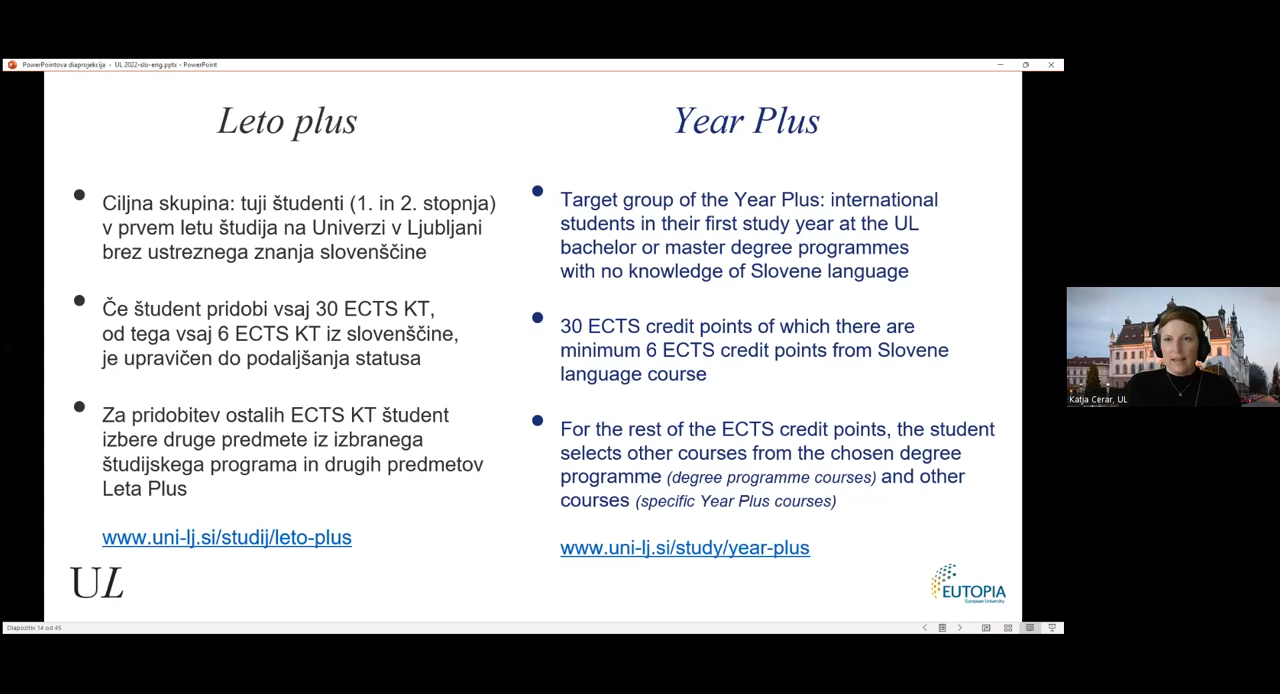 PowerPointova diaprojekcija - UL 2022-slo-eng.pptx - PowerPoint
Leto plus
Ciljna skupina: tuji študenti (1. in 2. stopnja)
v prvem letu študija na Univerzi v Ljubljani
brez ustreznega znanja slovenščine
Če študent pridobi vsaj 30 ECTS KT,
od tega vsaj 6 ECTS KT iz slovenščine,
je upravičen do podaljšanja statusa
Za pridobitev ostalih ECTS KT študent
izbere druge predmete iz izbranega
študijskega programa in drugih predmetov
Leta Plus
www.uni-lj.si/studij/leto-plus
UL
Year Plus
Target group of the Year Plus: international
students in their first study year at the UL
bachelor or master degree programmes
with no knowledge of Slovene language
30 ECTS credit points of which there are
minimum 6 ECTS credit points from Slovene
language course
For the rest of the ECTS credit points, the student
selects other courses from the chosen degree
programme (degree programme courses) and other
courses (specific Year Plus courses)
www.uni-lj.si/study/year-plus
EUTOPIA
European University
Katja Cerar, UL
Diapozitiv 14 od 45